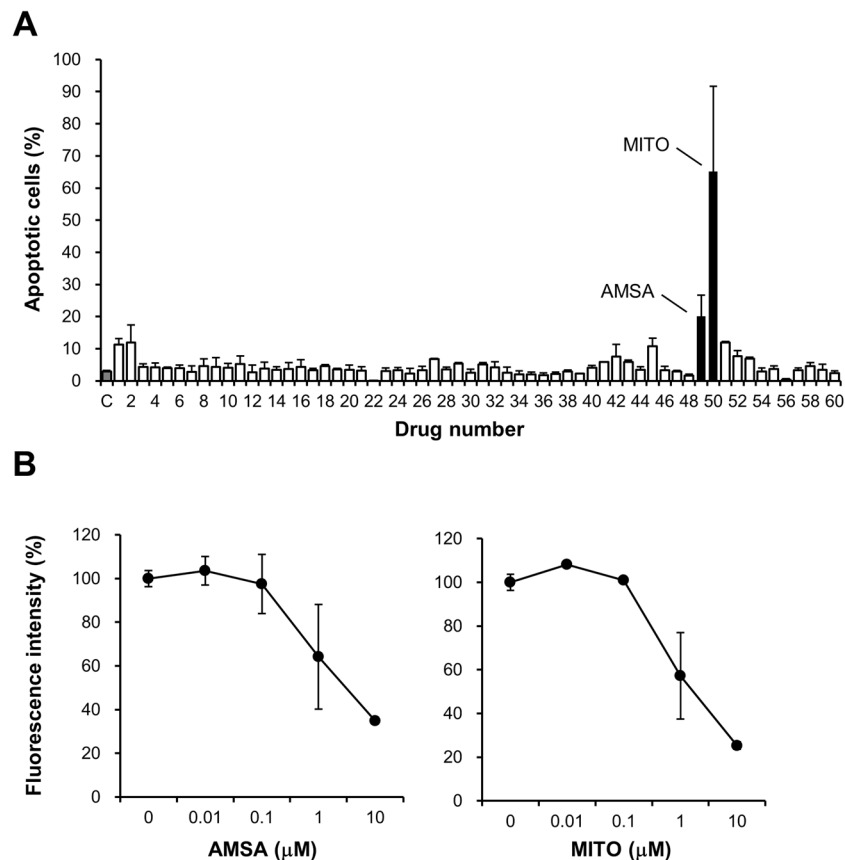 A
100
90
80
70
60
50
40
30
20
10
0
Apoptotic cells (%)
MITO
AMSA
C 2 4 6 8 10 12 14 16 18 20 22 24 26 28 30 32 34 36 38 40 42 44 46 48 50 52 54 56 58 60
Drug number
B
Fluorescence intensity (%)
120
100
80
60
40
20
0
0 0.01 0.1 1 10
AMSA (μM)
120
100
80
60
40
20
0
0 0.01 0.1 1 10
MITO (μM)